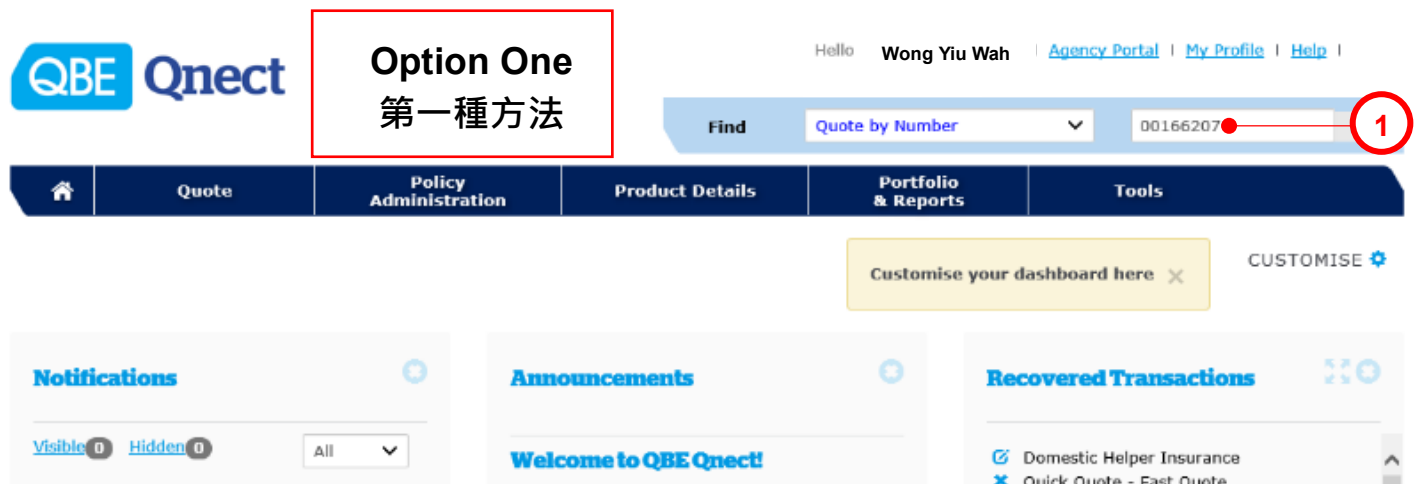 QBE Qnect
Option One
第一種方法
Hello Wong Yiu Wah | Agency Portal | My Profile | Help |
Find Quote by Number 00166207 1
Quote
Policy Administration
Product Details
Portfolio & Reports
Tools
Customise your dashboard here
CUSTOMISE
Notifications
Visible 0 Hidden 0 All
Announcements
Welcome to QBE Qnect!
Recovered Transactions
Domestic Helper Insurance
Quick Quote - Fast Quote